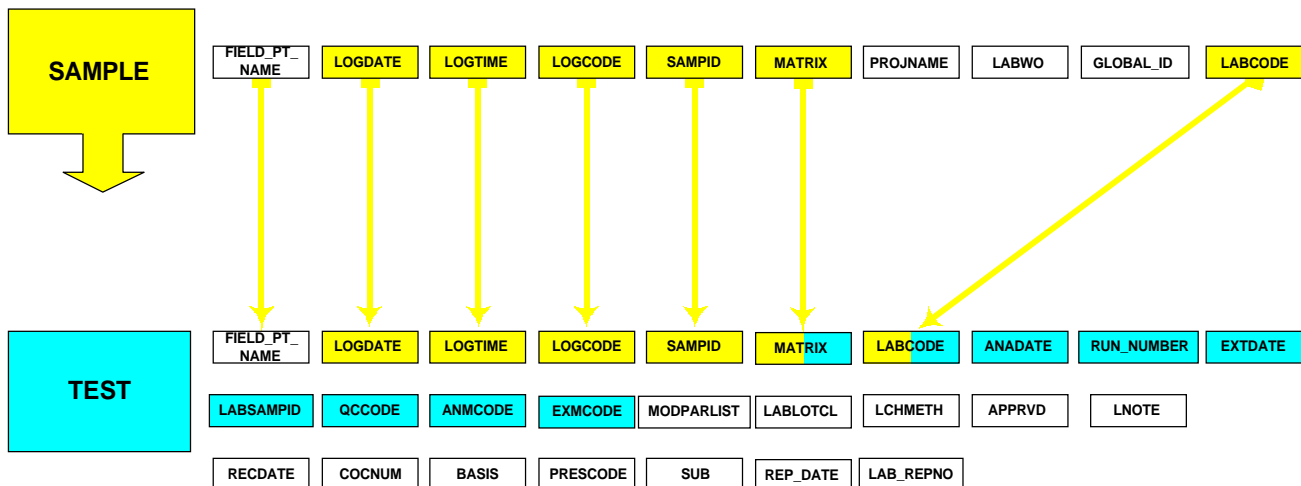 SAMPLE
FIELD_PT_
NAME
LOGDATE
LOGTIME
LOGCODE
SAMPID
MATRIX
PROJNAME
LABWO
GLOBAL_ID
LABCODE
TEST
FIELD_PT_
NAME
LOGDATE
LOGTIME
LOGCODE
SAMPID
MATRIX
LABCODE
ANADATE
RUN_NUMBER
EXTDATE
LABSAMPID
QCCODE
ANMCODE
EXMCODE
MODPARLIST
LABLOTCL
LCHMETH
APPRVD
LNOTE
RECDATE
COCNUM
BASIS
PRESCODE
SUB
REP_DATE
LAB_REPNO